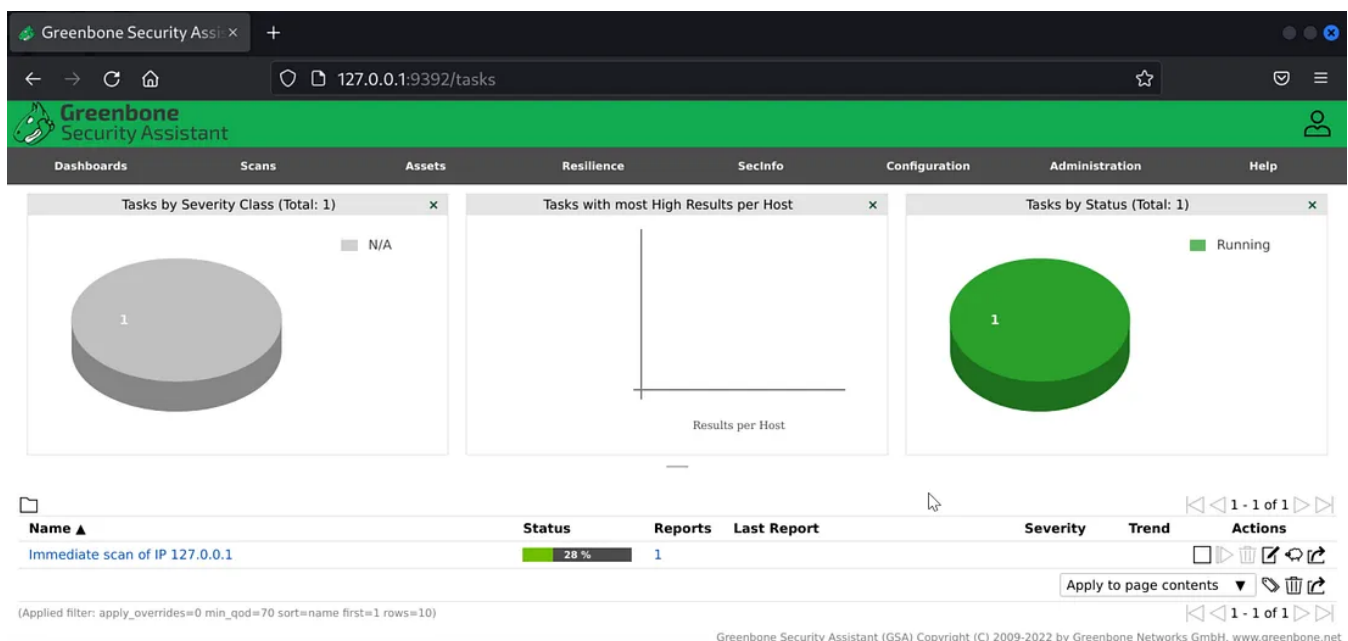 Greenbone Security Assis
127.0.0.1:9392/tasks
Greenbone
Security Assistant
Dashboards Scans Assets Resilience SecInfo Configuration Administration Help
Tasks by Severity Class (Total: 1) × Tasks with most High Results per Host × Tasks by Status (Total: 1) ×
N/A Running
1 1
Results per Host
1 - 1 of 1
Name ▲ Status Reports Last Report Severity Trend Actions
Immediate scan of IP 127.0.0.1 28 % 1
Apply to page contents ▼
(Applied filter: apply_overrides=0 min_qod=70 sort=name first=1 rows=10) 1 - 1 of 1
Greenbone Security Assistant (GSA) Copyright (C) 2009-2022 by Greenbone Networks GmbH, www.greenbone.net